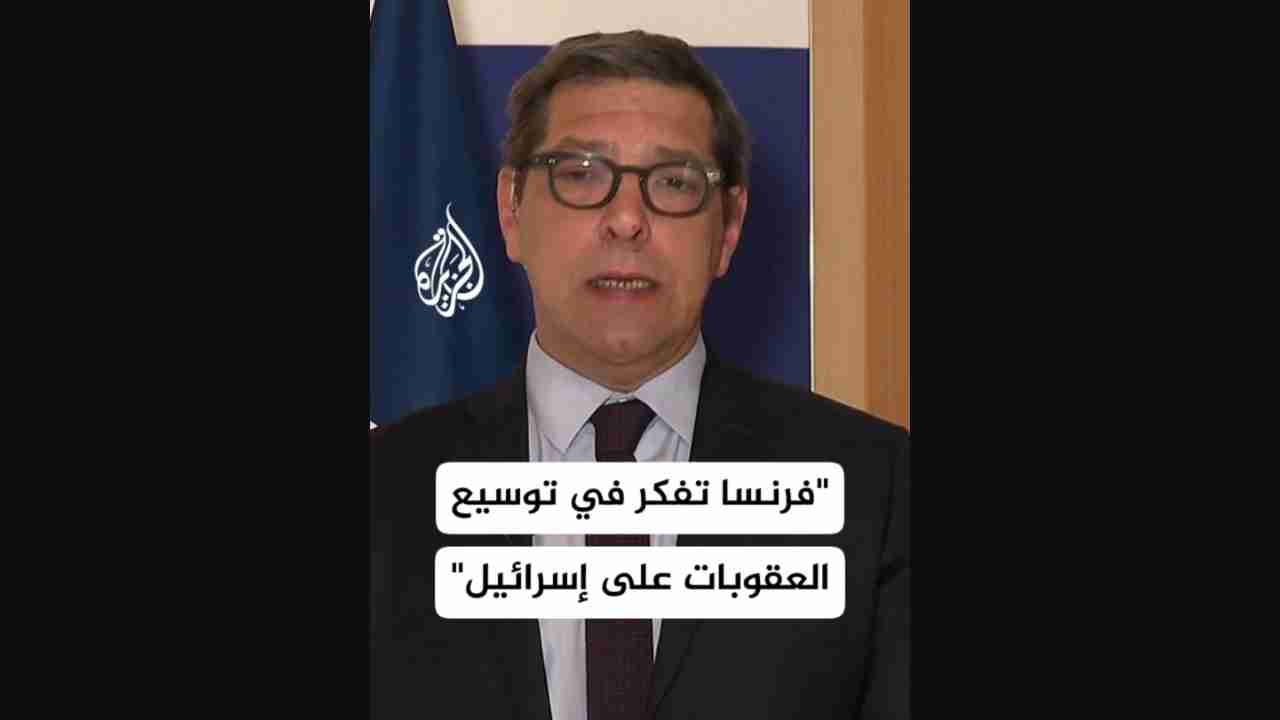 الجزيرة
"فرنسا تفكر في توسيع
العقوبات على إسرائيل"